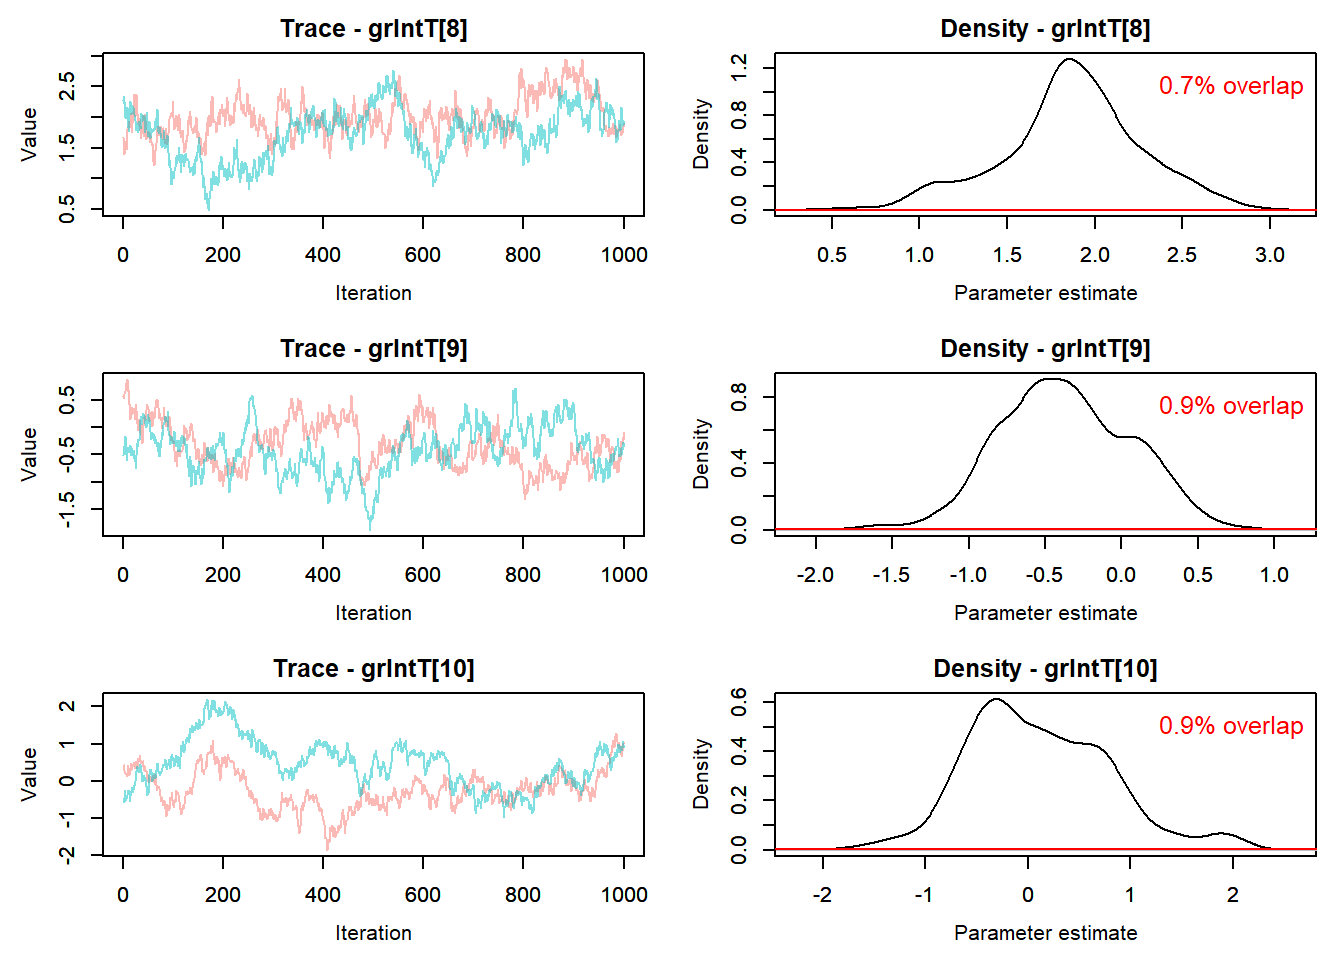 Trace - grIntT[8]
Value
0.5 1.5 2.5
0 200 400 600 800 1000
Iteration
Density - grIntT[8]
0.7% overlap
Density
0.0 0.4 0.8 1.2
0.5 1.0 1.5 2.0 2.5 3.0
Parameter estimate
Trace - grIntT[9]
Value
-1.5 -0.5 0.5
0 200 400 600 800 1000
Iteration
Density - grIntT[9]
0.9% overlap
Density
0.0 0.4 0.8
-2.0 -1.5 -1.0 -0.5 0.0 0.5 1.0
Parameter estimate
Trace - grIntT[10]
Value
-2 -1 0 1 2
0 200 400 600 800 1000
Iteration
Density - grIntT[10]
0.9% overlap
Density
0.0 0.2 0.4 0.6
-2 -1 0 1 2
Parameter estimate